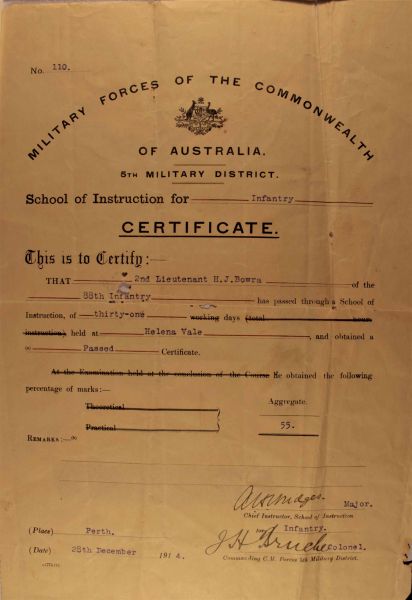 No. 110.
MILITARY FORCES OF THE COMMONWEALTH
OF AUSTRALIA.
5TH MILITARY DISTRICT.
School of Instruction for Infantry
CERTIFICATE.
This is to Certify:—
THAT 2nd Lieutenant H.J.Bowra of the
88th Infantry has passed through a School of
Instruction, of thirty-one working days (total hour
instruction), held at Helena Vale, and obtained a
Passed Certificate.
At the Examination held at the conclusion of the Course He obtained the following
percentage of marks:—
Aggregate.
Theoretical
Practical 55.
REMARKS:—
Major.
Chief Instructor, School of Instruction
for Infantry.
(Place) Perth.
J H Bruche Colonel.
(Date) 28th December 1914.
Commanding C.M. Forces 5th Military District.